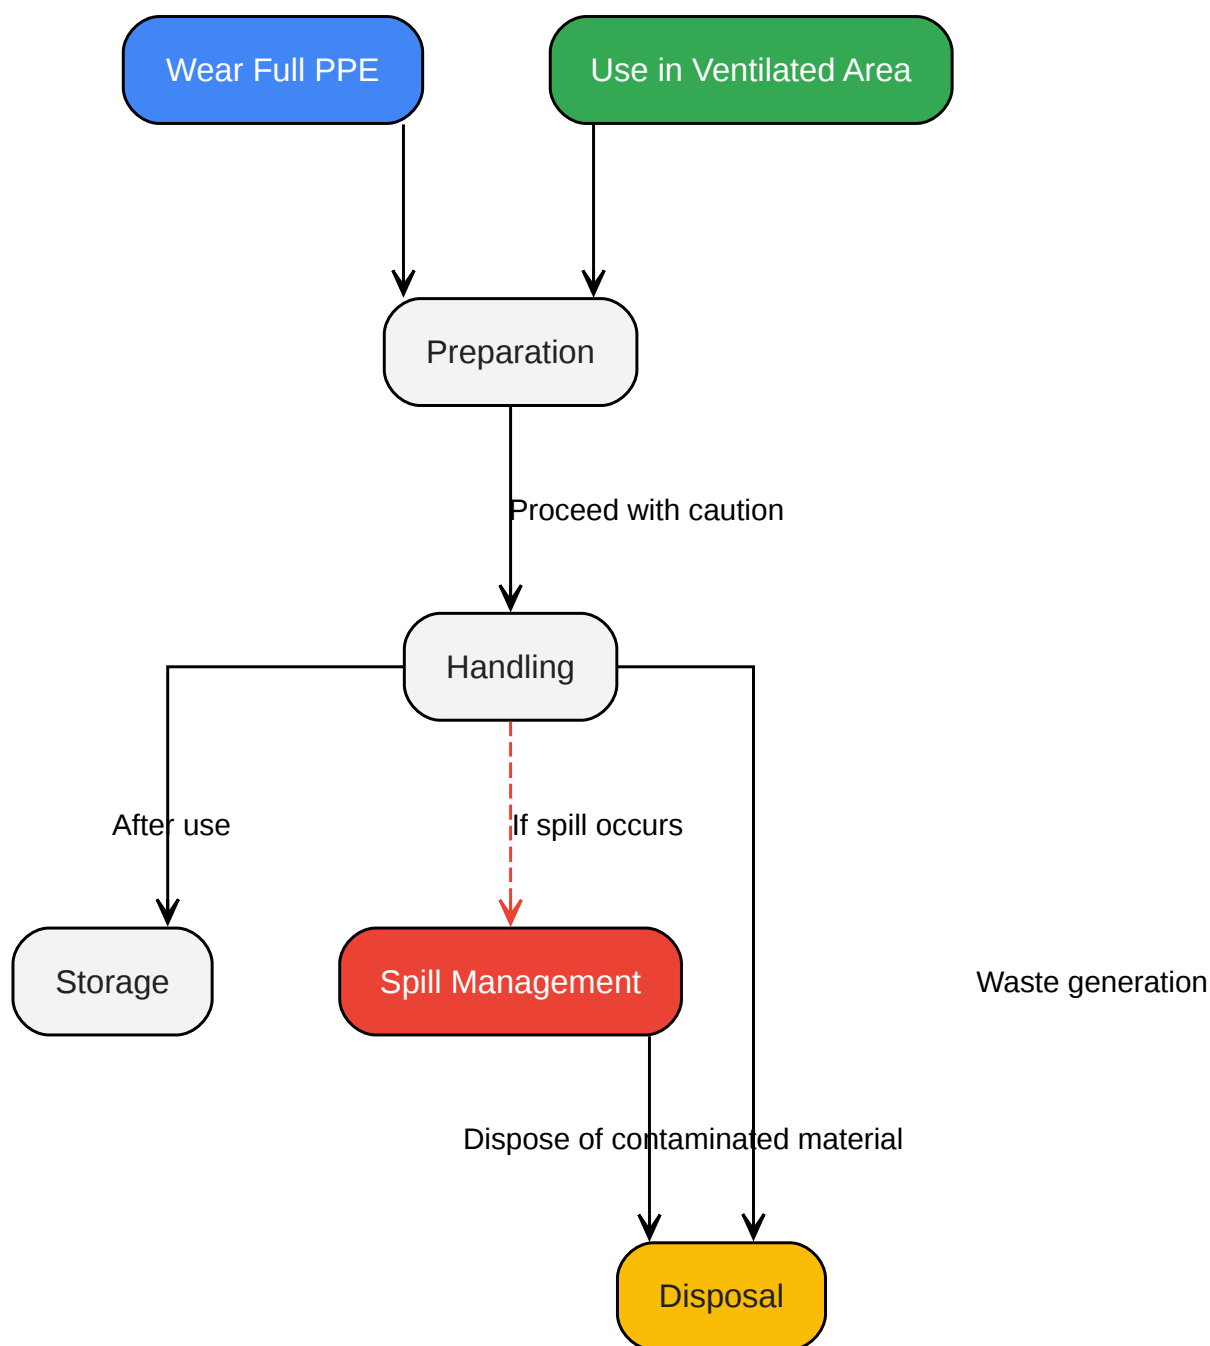 Wear Full PPE
Use in Ventilated Area
Preparation
Proceed with caution
Handling
After use
If spill occurs
Storage
Spill Management
Waste generation
Dispose of contaminated material
Disposal